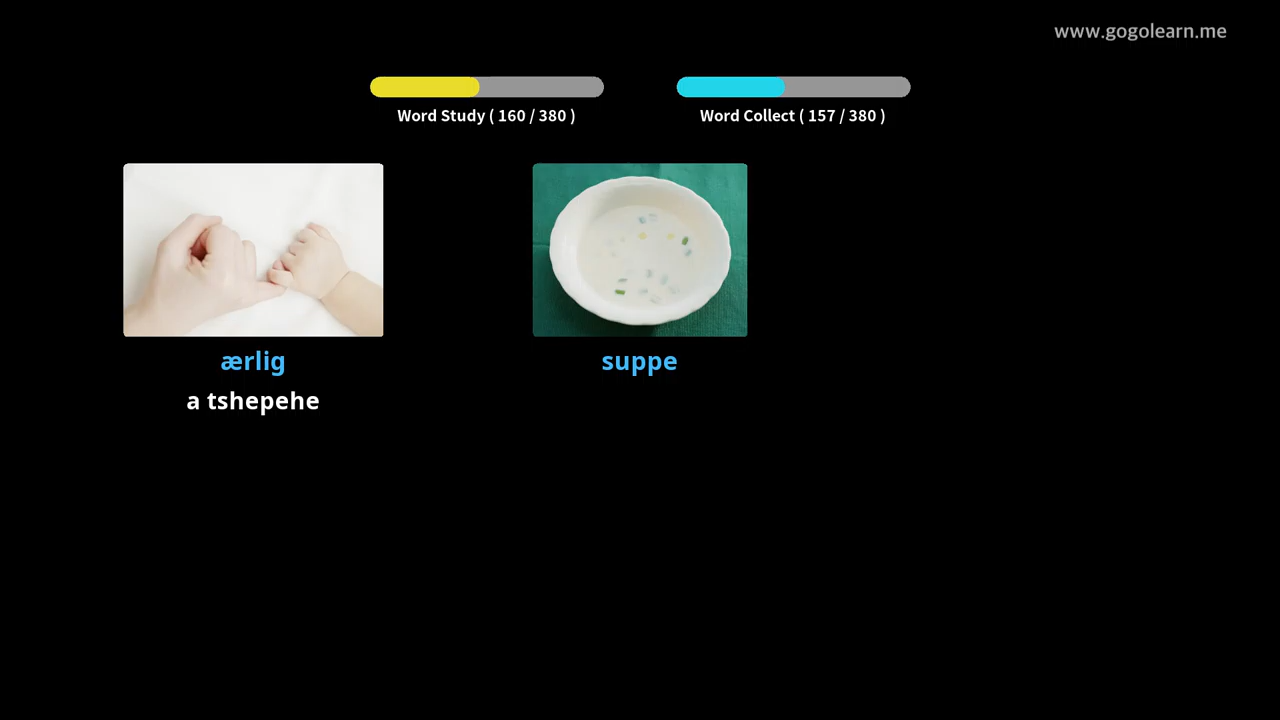 www.gogolearn.me
Word Study ( 160 / 380 )
Word Collect ( 157 / 380 )
ærlig
suppe
a tshepehe